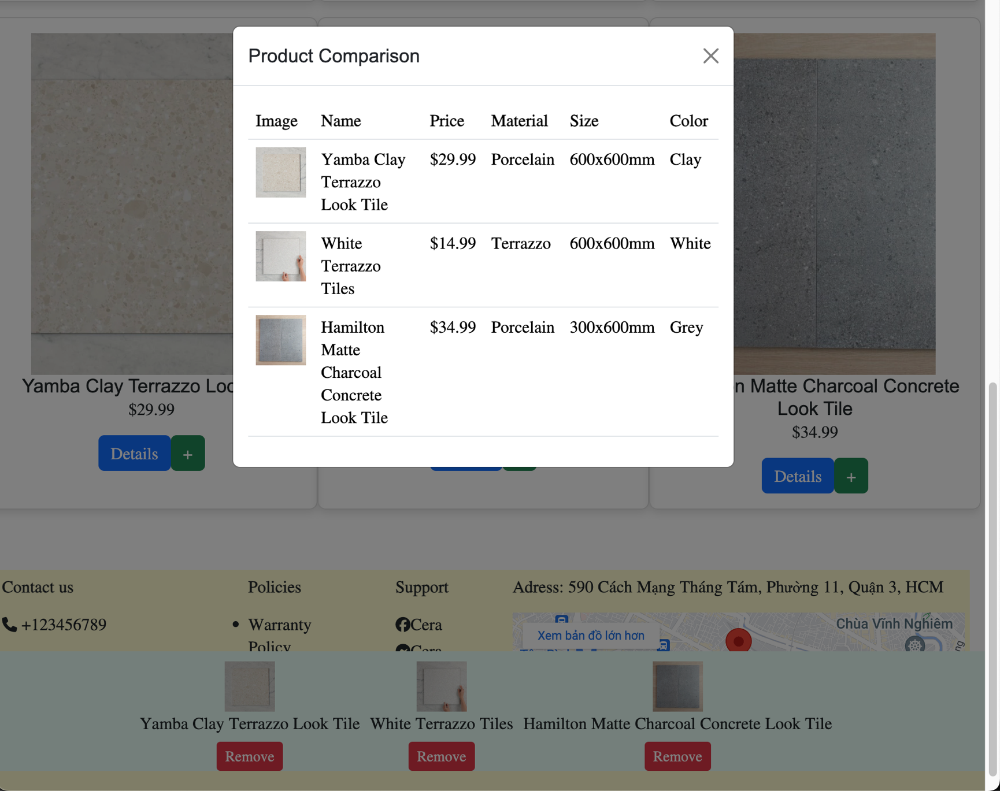 Product Comparison
Image Name Price Material Size Color
Yamba Clay $29.99 Porcelain 600x600mm Clay
Terrazzo
Look Tile
White $14.99 Terrazzo 600x600mm White
Terrazzo
Tiles
Hamilton $34.99 Porcelain 300x600mm Grey
Matte
Charcoal
Concrete
Look Tile
Yamba Clay Terrazzo
$29.99
Details +
Matte Charcoal Concrete
Look Tile
$34.99
Details +
Contact us
+123456789
Policies
• Warranty
Policy
Support
Cera
Cera
Adress: 590 Cách Mạng Tháng Tám, Phường 11, Quận 3, HCM
Xem bản đồ lớn hơn
Chùa Vĩnh Nghiêm
Yamba Clay Terrazzo Look Tile
Remove
White Terrazzo Tiles
Remove
Hamilton Matte Charcoal Concrete Look Tile
Remove